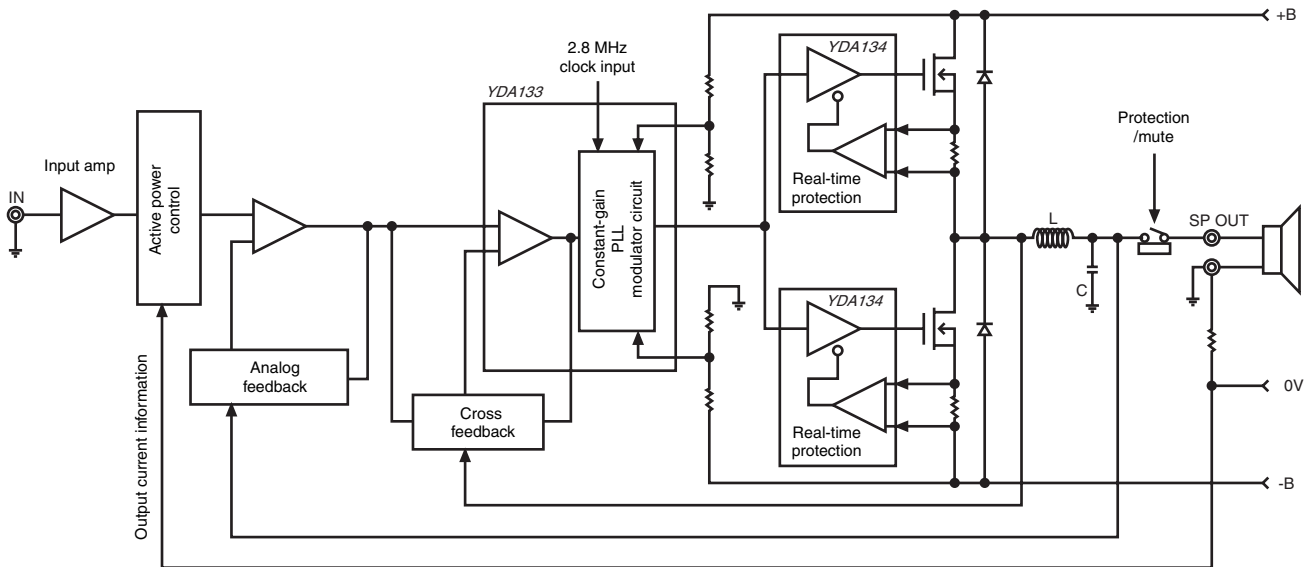 +B
YDA134
2.8 MHz
clock input
YDA133
Protection
/mute
Input amp
IN
Active power
control
Constant-gain
PLL
modulator circuit
Real-time
protection
L
SP OUT
C
YDA134
Analog
feedback
0V
Cross
feedback
Real-time
protection
Output current information
-B